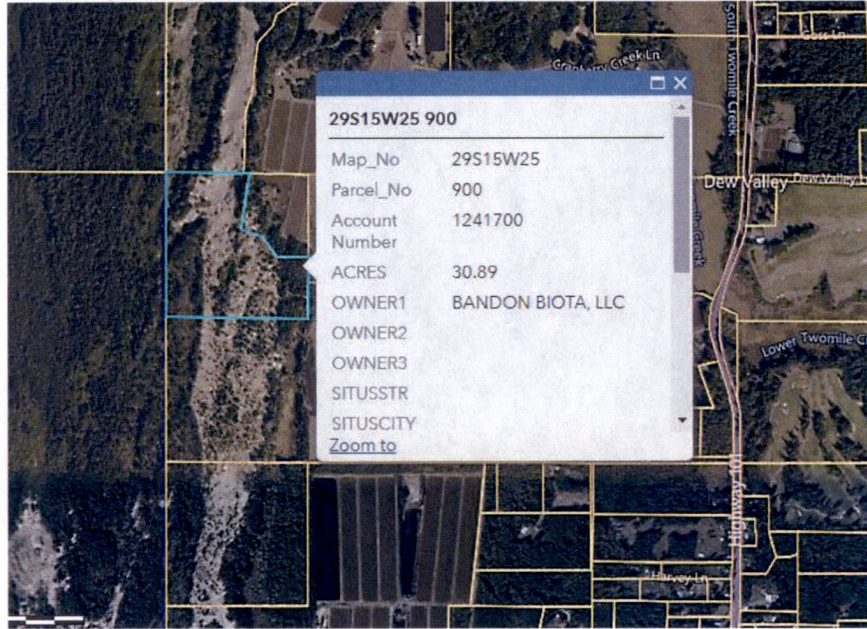 South Twomile Creek
Goss Ln
Cranberry Creek Ln
29S15W25 900
Map_No 29S15W25
Parcel_No 900
Account Number 1241700
ACRES 30.89
OWNER1 BANDON BIOTA, LLC
OWNER2
OWNER3
SITUSSTR
SITUSCITY
Zoom to
Dew Valley
Dew Valley
Creek
Lower Twomile
Highway 101
Harvey Ln